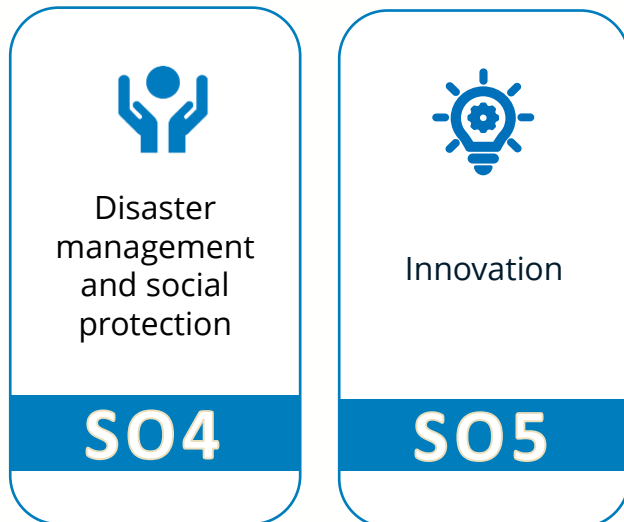 Disaster
management
and social
protection
SO4
Innovation
SO5